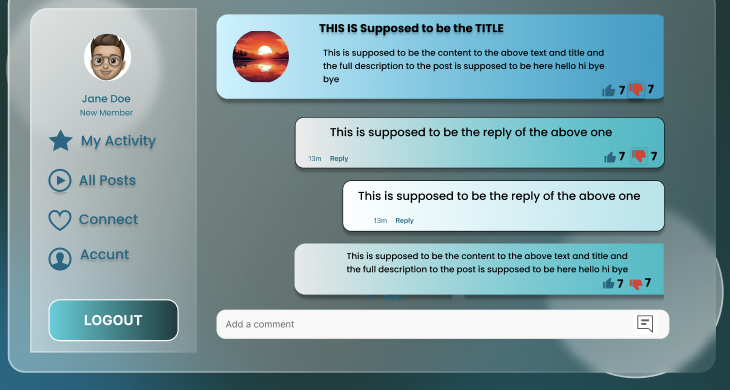 Jane Doe
New Member
My Activity
All Posts
Connect
Accunt
LOGOUT
THIS IS Supposed to be the TITLE
This is supposed to be the content to the above text and title and
the full description to the post is supposed to be here hello hi bye
bye
7 7
This is supposed to be the reply of the above one
13m Reply
7 7
This is supposed to be the reply of the above one
13m Reply
This is supposed to be the content to the above text and title and
the full description to the post is supposed to be here hello hi bye
7 7
Add a comment